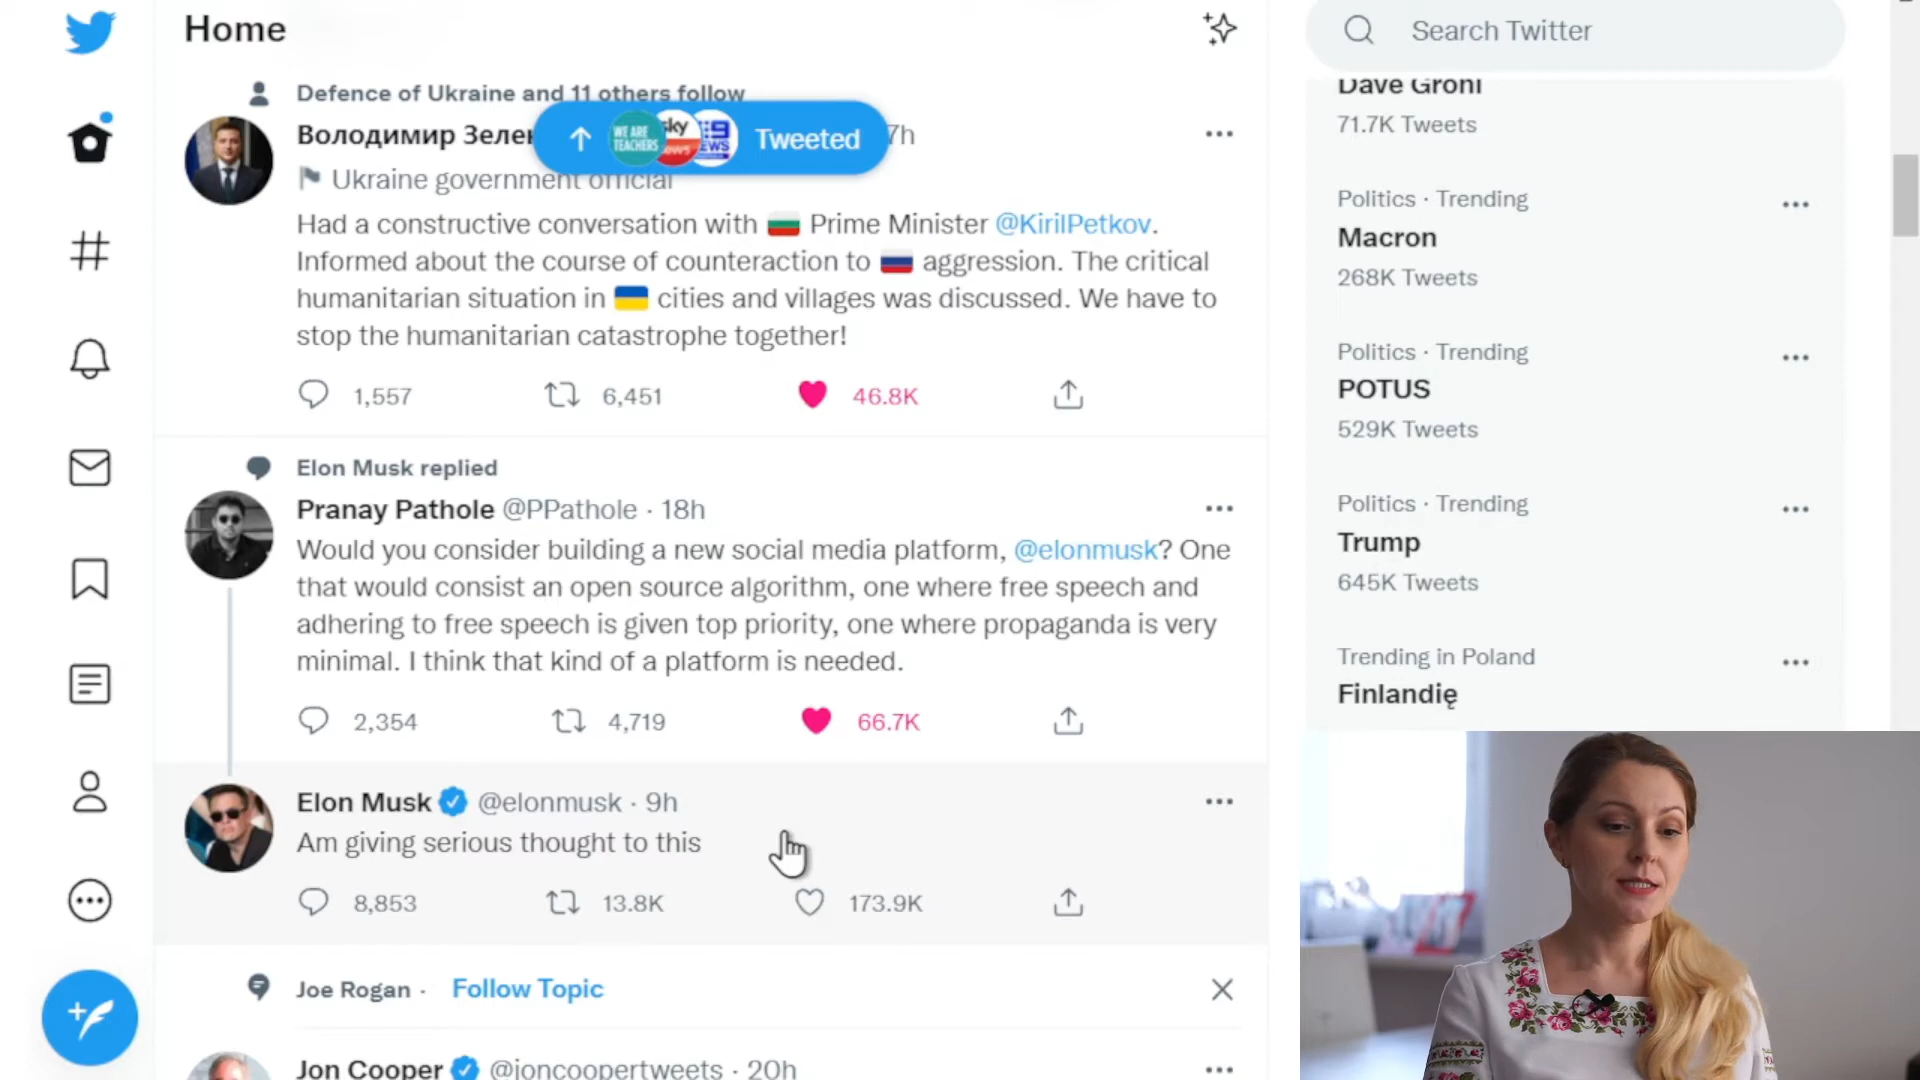 Home
Search Twitter
Defence of Ukraine and 11 others follow
Володимир Зеле
7h
WE ARE TEACHERS
sky news
9 NEWS
Tweeted
Ukraine government official
Had a constructive conversation with 🇧🇬 Prime Minister @KirilPetkov.
Informed about the course of counteraction to 🇷🇺 aggression. The critical
humanitarian situation in 🇺🇦 cities and villages was discussed. We have to
stop the humanitarian catastrophe together!
1,557 6,451 46.8K
Elon Musk replied
Pranay Pathole @PPathole · 18h
Would you consider building a new social media platform, @elonmusk? One
that would consist an open source algorithm, one where free speech and
adhering to free speech is given top priority, one where propaganda is very
minimal. I think that kind of a platform is needed.
2,354 4,719 66.7K
Elon Musk @elonmusk · 9h
Am giving serious thought to this
8,853 13.8K 173.9K
Joe Rogan · Follow Topic
Jon Cooper @joncoopertweets · 20h
Dave Grohl
71.7K Tweets
Politics · Trending
Macron
268K Tweets
Politics · Trending
POTUS
529K Tweets
Politics · Trending
Trump
645K Tweets
Trending in Poland
Finlandię